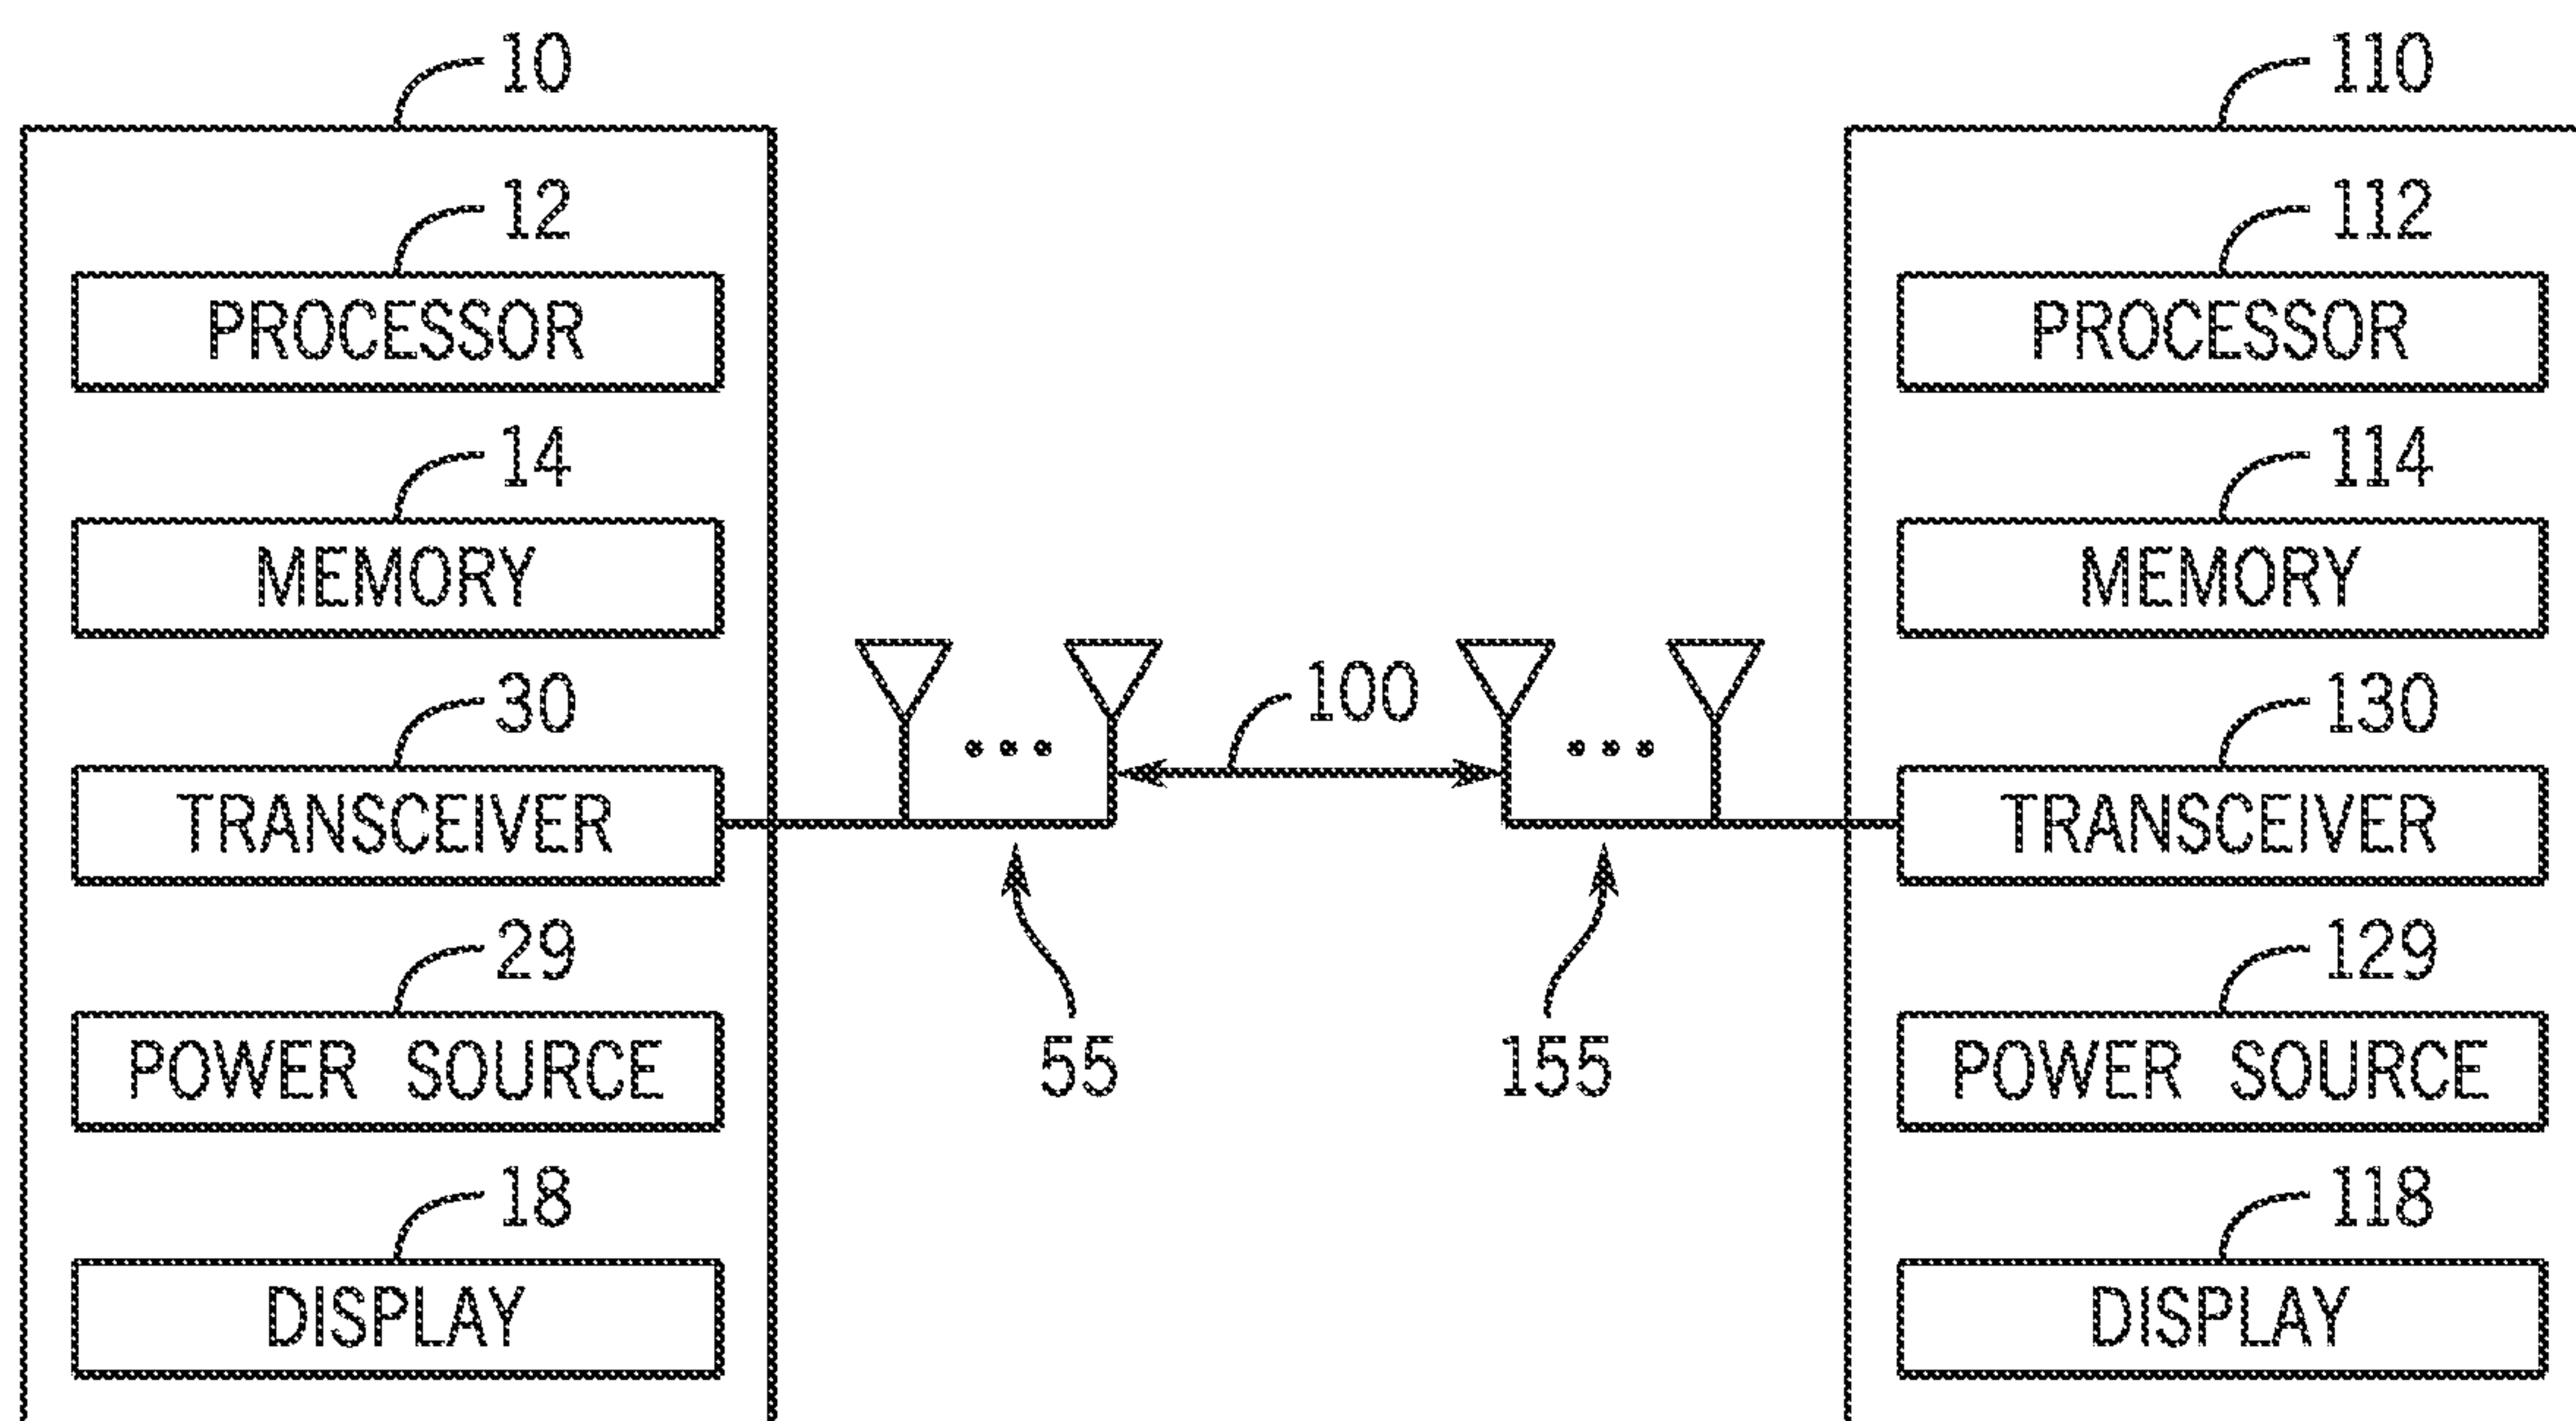 10
12
PROCESSOR
14
MEMORY
30
TRANSCEIVER
29
POWER SOURCE
18
DISPLAY
100
55
155
110
112
PROCESSOR
114
MEMORY
130
TRANSCEIVER
129
POWER SOURCE
118
DISPLAY